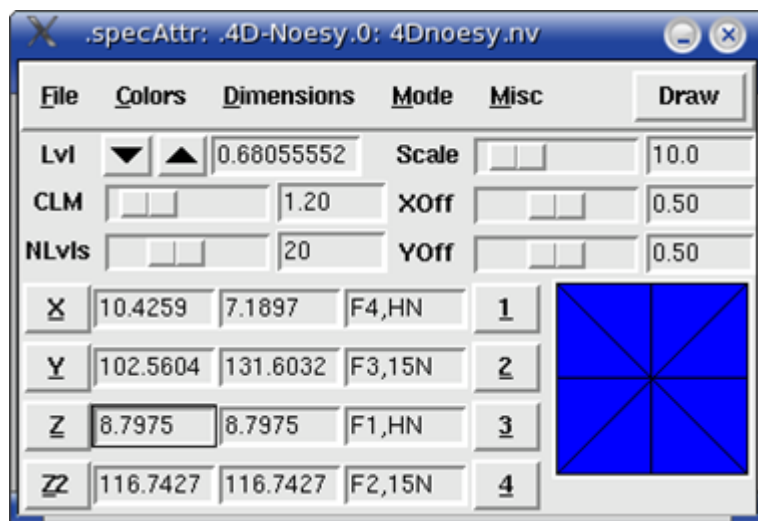 .specAttr: .4D-Noesy.0: 4Dnoesy.nv
File Colors Dimensions Mode Misc Draw
Lvl 0.68055552 Scale 10.0
CLM 1.20 XOff 0.50
NLvls 20 YOff 0.50
X 10.4259 7.1897 F4,HN 1
Y 102.5604 131.6032 F3,15N 2
Z 8.7975 8.7975 F1,HN 3
Z2 116.7427 116.7427 F2,15N 4